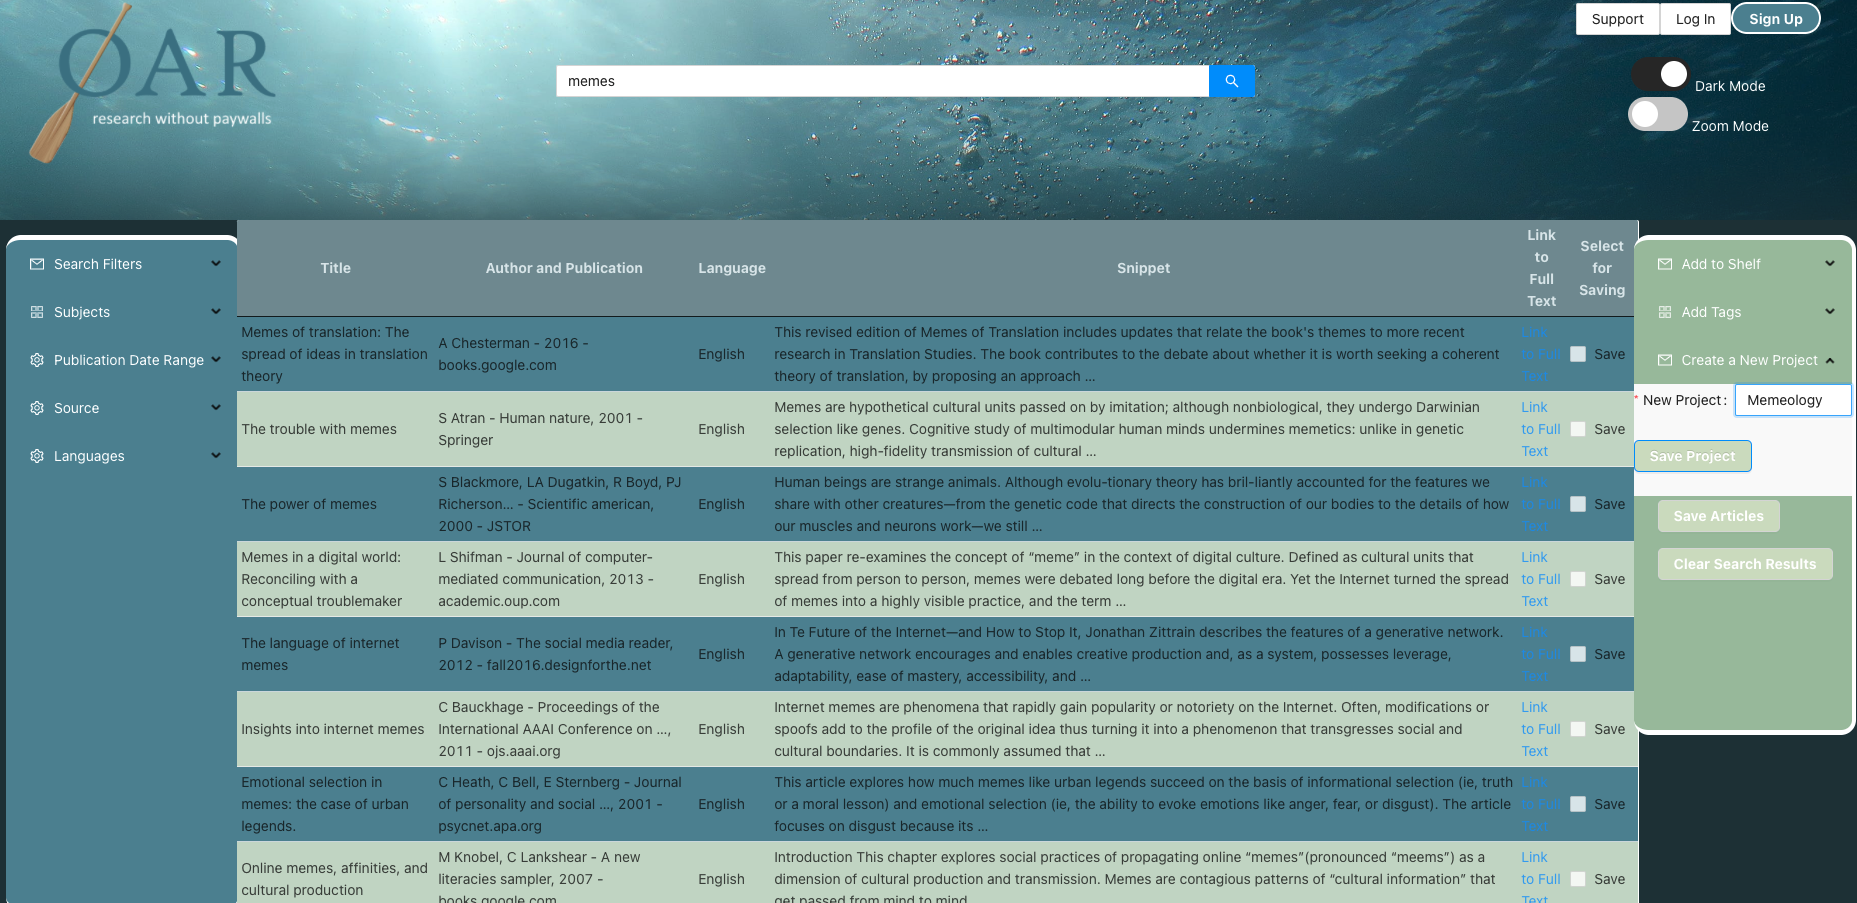 OAR
research without paywalls
memes
Support
Log In
Sign Up
Dark Mode
Zoom Mode
Search Filters
Subjects
Publication Date Range
Source
Languages
Title
Author and Publication
Language
Snippet
Link
to
Full
Text
Select
for
Saving
Memes of translation: The
spread of ideas in translation
theory
A Chesterman - 2016 -
books.google.com
English
This revised edition of Memes of Translation includes updates that relate the book's themes to more recent
research in Translation Studies. The book contributes to the debate about whether it is worth seeking a coherent
theory of translation, by proposing an approach ...
Link
to Full
Text
Save
The trouble with memes
S Atran - Human nature, 2001 -
Springer
English
Memes are hypothetical cultural units passed on by imitation; although nonbiological, they undergo Darwinian
selection like genes. Cognitive study of multimodular human minds undermines memetics: unlike in genetic
replication, high-fidelity transmission of cultural ...
Link
to Full
Text
Save
The power of memes
S Blackmore, LA Dugatkin, R Boyd, PJ
Richerson... - Scientific american,
2000 - JSTOR
English
Human beings are strange animals. Although evolu-tionary theory has bril-liantly accounted for the features we
share with other creatures—from the genetic code that directs the construction of our bodies to the details of how
our muscles and neurons work—we still ...
Link
to Full
Text
Save
Memes in a digital world:
Reconciling with a
conceptual troublemaker
L Shifman - Journal of computer-
mediated communication, 2013 -
academic.oup.com
English
This paper re-examines the concept of “meme” in the context of digital culture. Defined as cultural units that
spread from person to person, memes were debated long before the digital era. Yet the Internet turned the spread
of memes into a highly visible practice, and the term ...
Link
to Full
Text
Save
The language of internet
memes
P Davison - The social media reader,
2012 - fall2016.designforthe.net
English
In Te Future of the Internet—and How to Stop It, Jonathan Zittrain describes the features of a generative network.
A generative network encourages and enables creative production and, as a system, possesses leverage,
adaptability, ease of mastery, accessibility, and ...
Link
to Full
Text
Save
Insights into internet memes
C Bauckhage - Proceedings of the
International AAAI Conference on ...,
2011 - ojs.aaai.org
English
Internet memes are phenomena that rapidly gain popularity or notoriety on the Internet. Often, modifications or
spoofs add to the profile of the original idea thus turning it into a phenomenon that transgresses social and
cultural boundaries. It is commonly assumed that ...
Link
to Full
Text
Save
Emotional selection in
memes: the case of urban
legends.
C Heath, C Bell, E Sternberg - Journal
of personality and social ..., 2001 -
psycnet.apa.org
English
This article explores how much memes like urban legends succeed on the basis of informational selection (ie, truth
or a moral lesson) and emotional selection (ie, the ability to evoke emotions like anger, fear, or disgust). The article
focuses on disgust because its ...
Link
to Full
Text
Save
Online memes, affinities, and
cultural production
M Knobel, C Lankshear - A new
literacies sampler, 2007 -
books.google.com
English
Introduction This chapter explores social practices of propagating online “memes”(pronounced “meems”) as a
dimension of cultural production and transmission. Memes are contagious patterns of “cultural information” that
get passed from mind to mind
Link
to Full
Text
Save
Add to Shelf
Add Tags
Create a New Project
* New Project: Memeology
Save Project
Save Articles
Clear Search Results